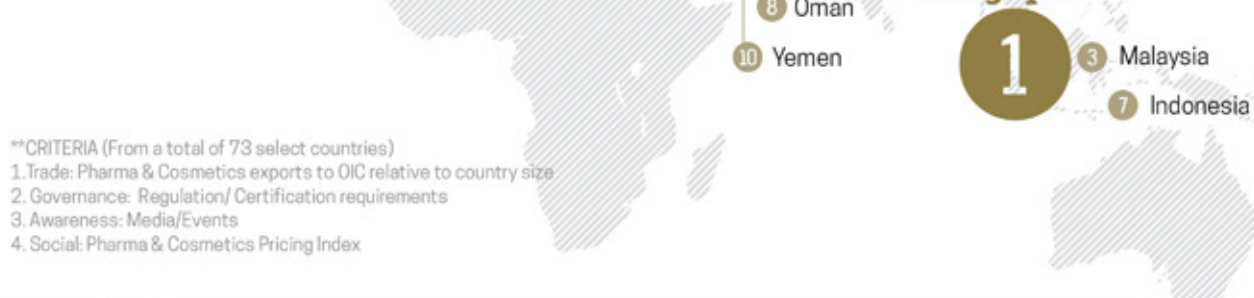 8 Oman
10 Yemen
1
3 Malaysia
7 Indonesia
**CRITERIA (From a total of 73 select countries)
1.Trade: Pharma & Cosmetics exports to OIC relative to country size
2. Governance: Regulation/ Certification requirements
3. Awareness: Media/Events
4. Social: Pharma & Cosmetics Pricing Index